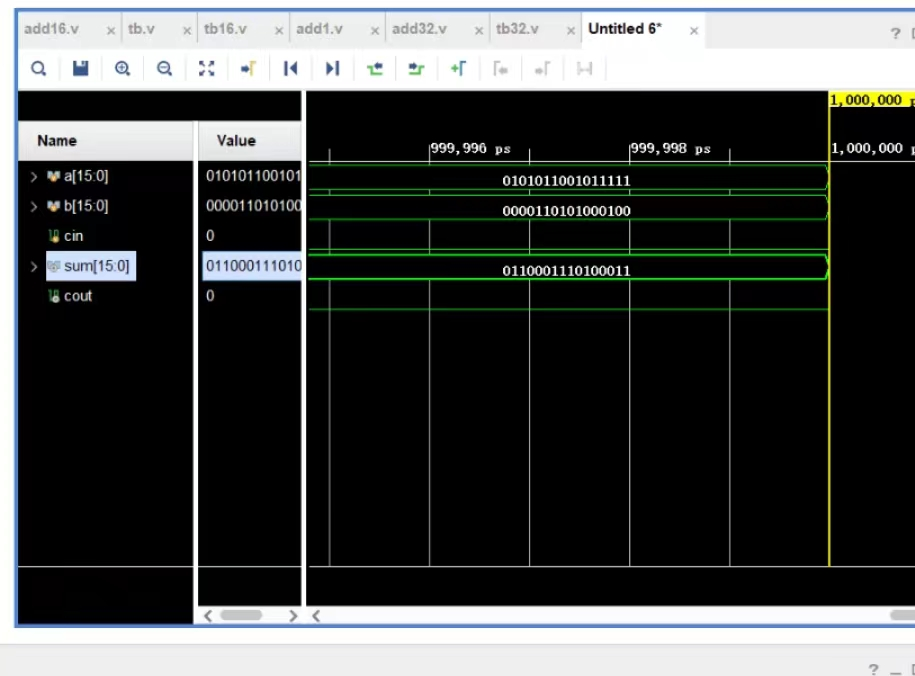 add16.v × tb.v × tb16.v × add1.v × add32.v × tb32.v × Untitled 6* × ?
1,000,000
Name Value 999,996 ps 999,998 ps 1,000,000
a[15:0] 010101100101 0101011001011111
b[15:0] 000011010100 0000110101000100
cin 0
sum[15:0] 011000111010 0110001110100011
cout 0
?